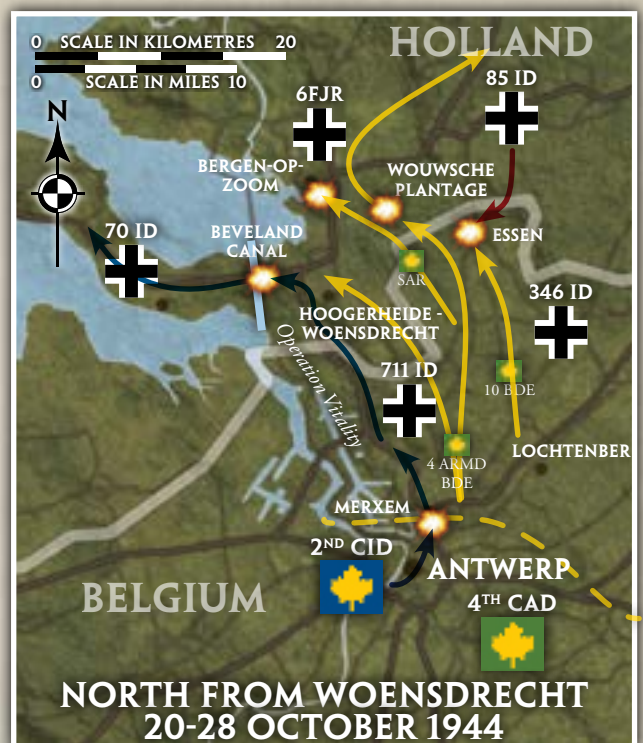 0 SCALE IN KILOMETRES 20
0 SCALE IN MILES 10
HOLLAND
N
6FJR
85 ID
BERGEN-OP-
ZOOM
WOUWSCHE
PLANTAGE
70 ID
BEVELAND
CANAL
ESSEN
SAR
346 ID
HOOGERHEIDE -
WOENSDRECHT
Operation Vitality
711 ID
10 BDE
4 ARMD
BDE
LOCHTENBER
MERXEM
2ND CID
ANTWERP
BELGIUM
4TH CAD
NORTH FROM WOENSDRECHT
20-28 OCTOBER 1944